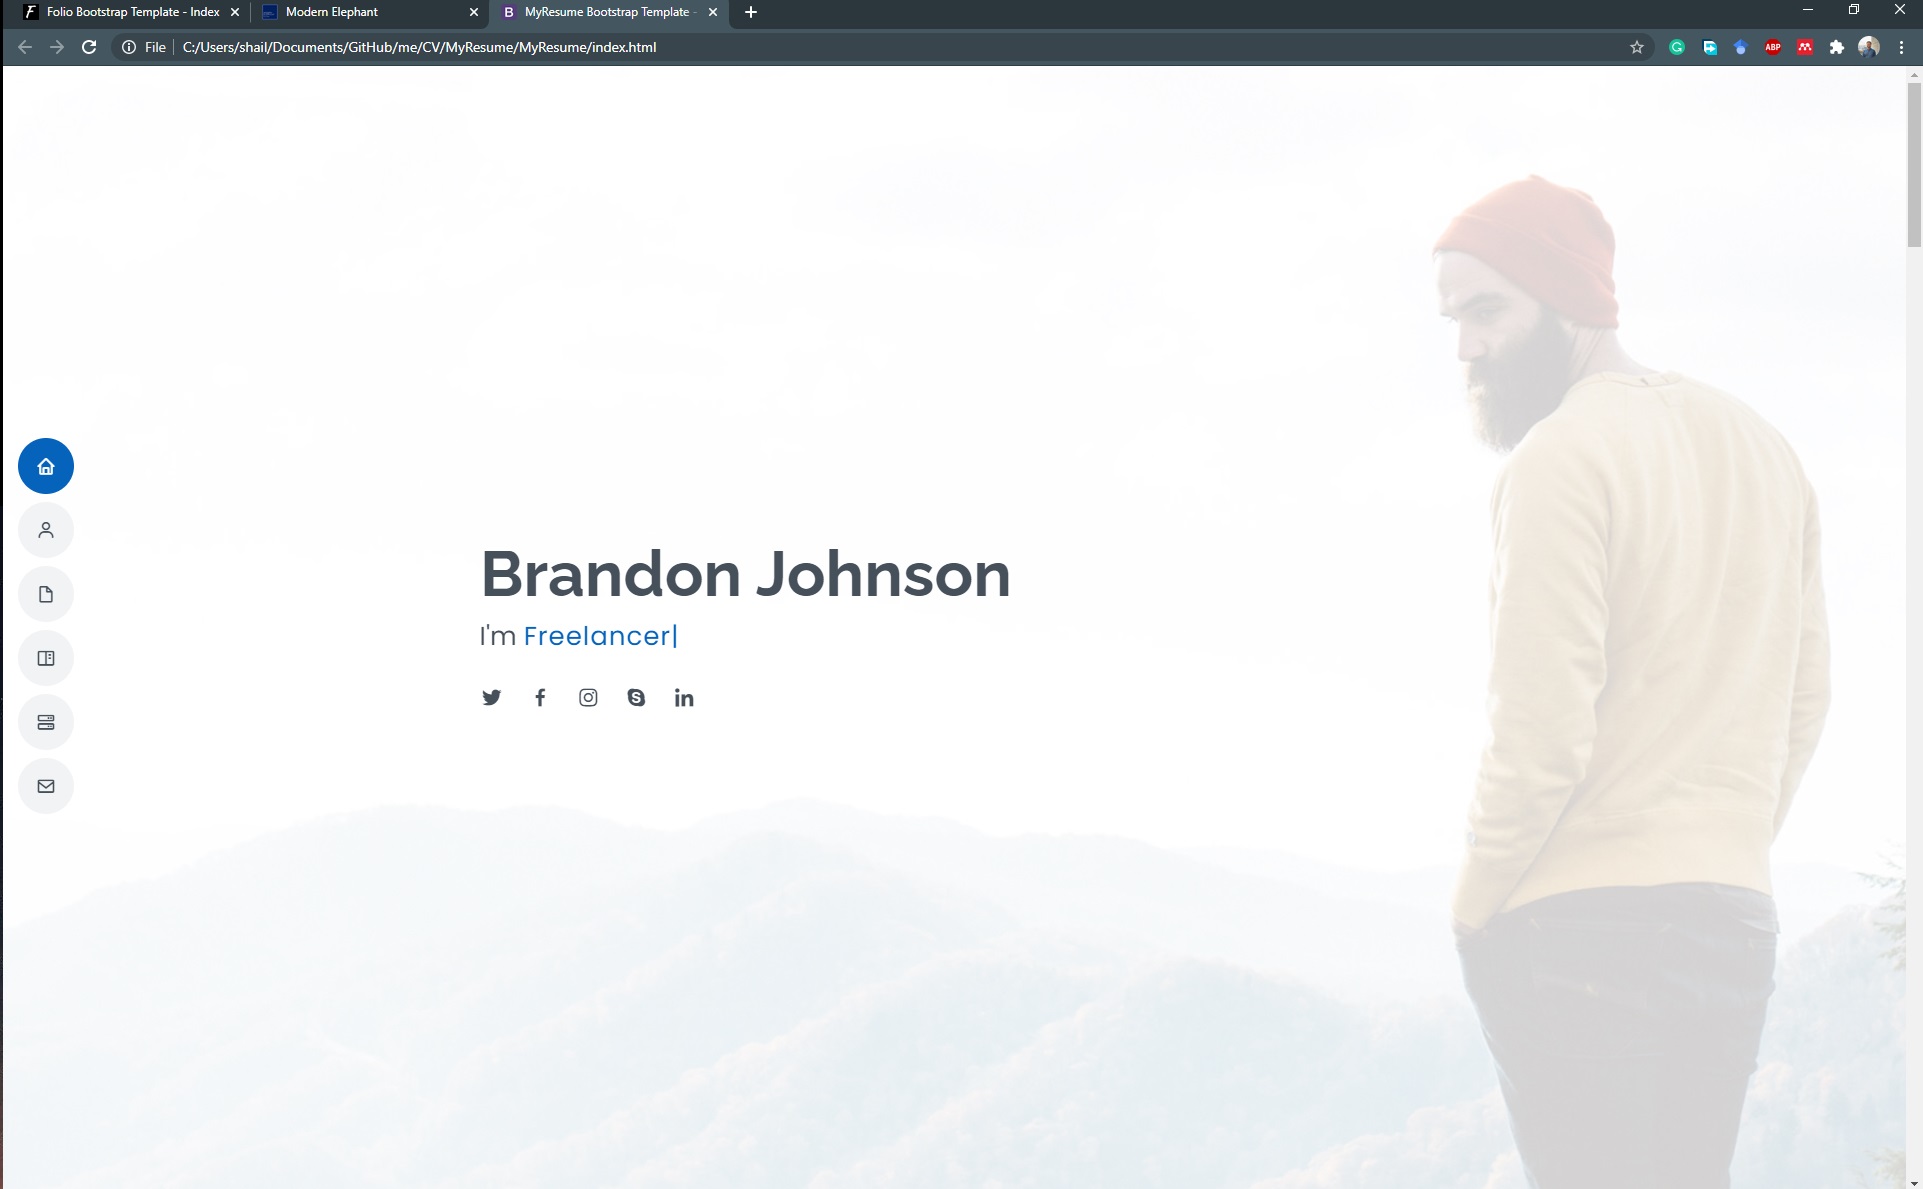 Folio Bootstrap Template - Index
Modern Elephant
B MyResume Bootstrap Template -
File C:/Users/shail/Documents/GitHub/me/CV/MyResume/MyResume/index.html
ABP
Brandon Johnson
I'm Freelancer|